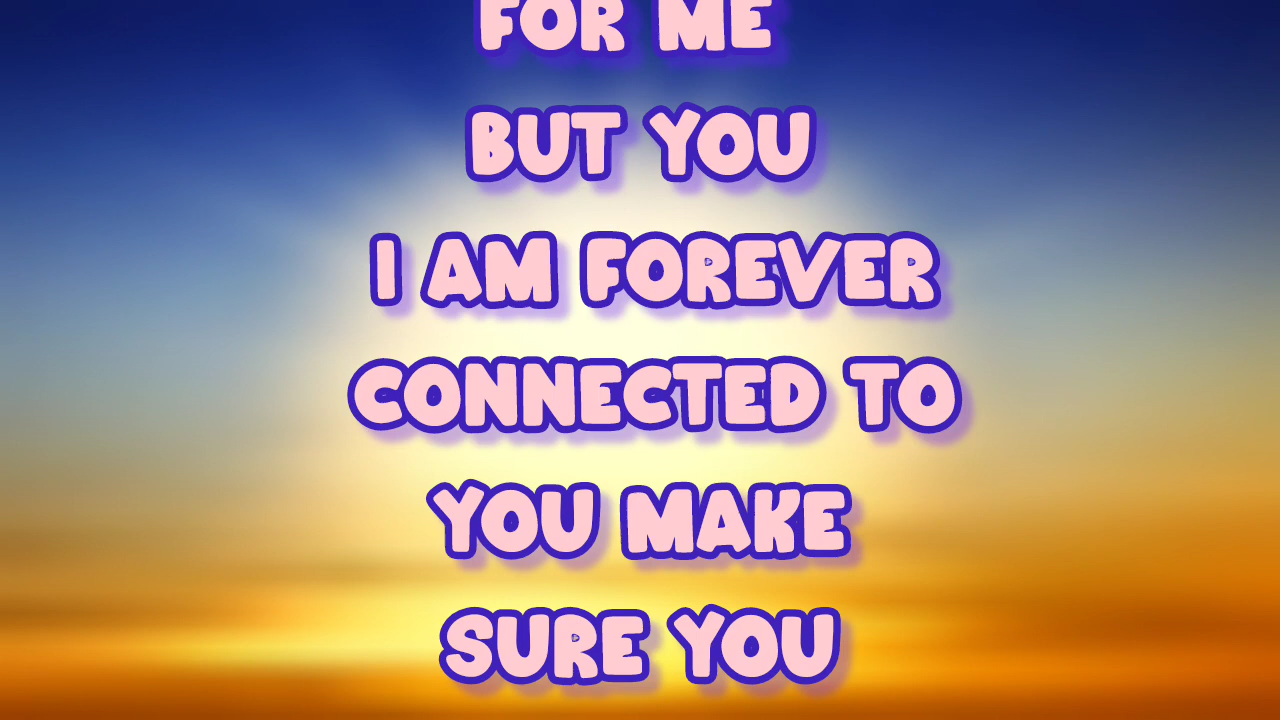 FOR ME
BUT YOU
I AM FOREVER
CONNECTED TO
YOU MAKE
SURE YOU